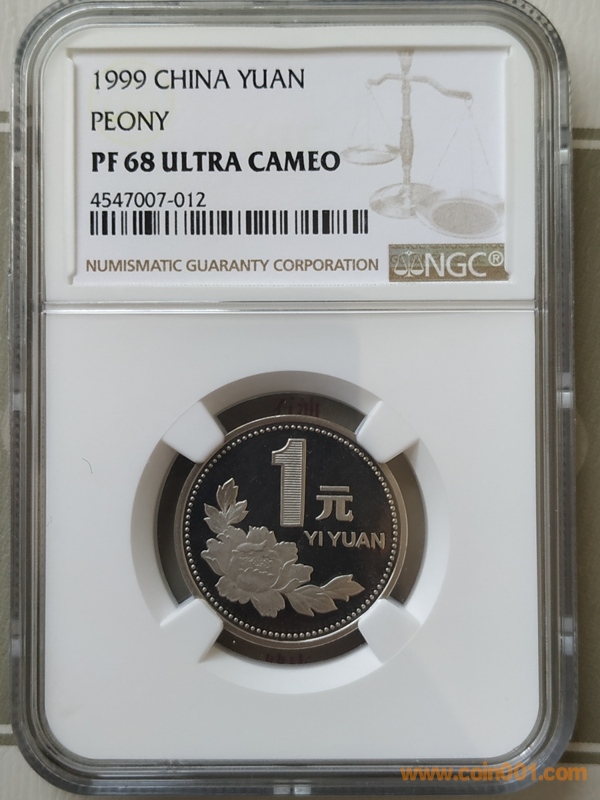 1999 CHINA YUAN
PEONY
PF 68 ULTRA CAMEO
4547007-012
NUMISMATIC GUARANTY CORPORATION
NGC®
1元
YI YUAN
www.coin001.com